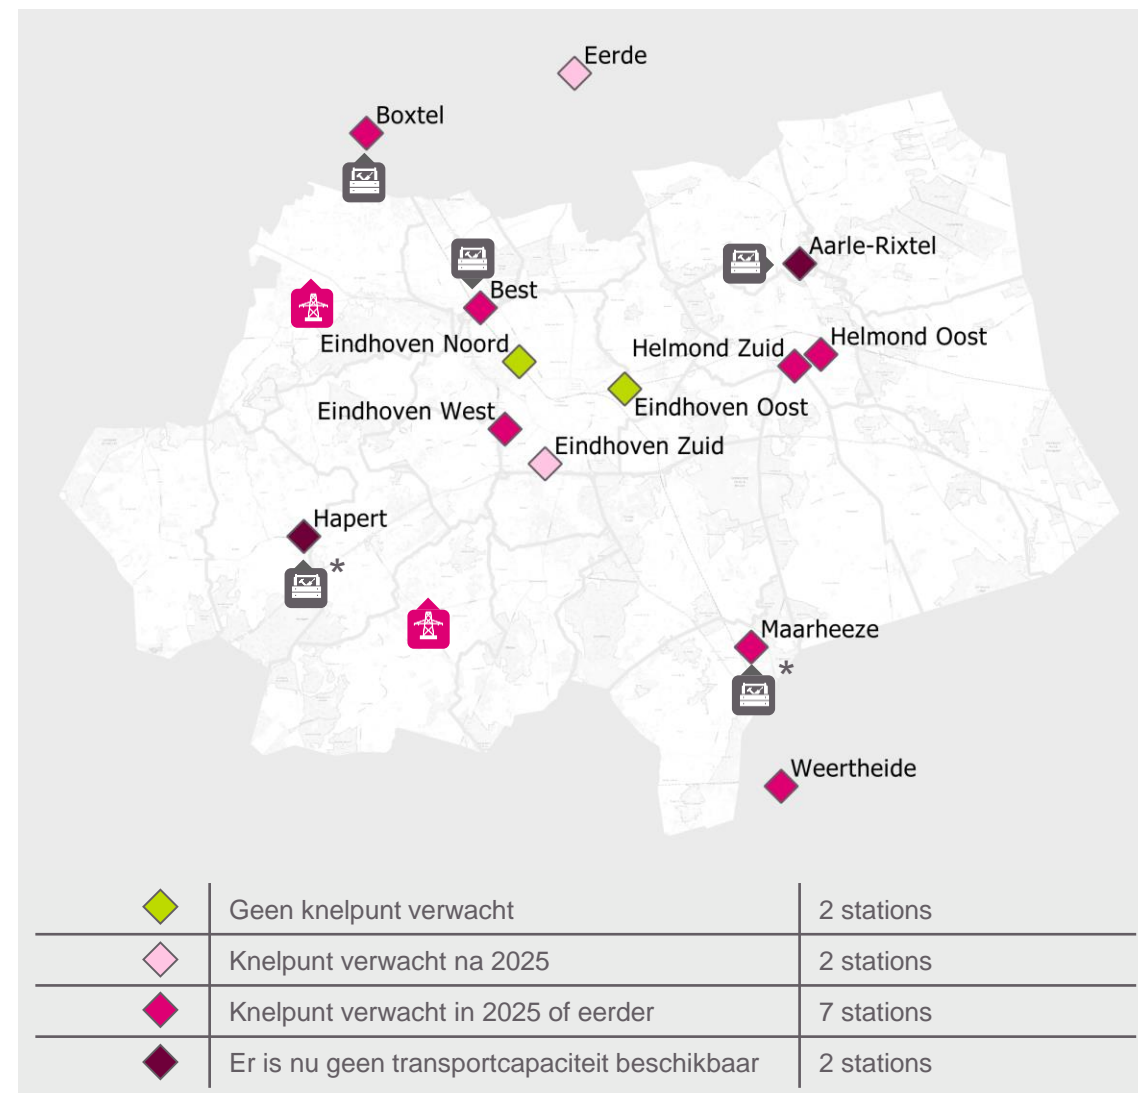 Eerde
Boxtel
Aarle-Rixtel
Best
Eindhoven Noord
Helmond Zuid
Helmond Oost
Eindhoven Oost
Eindhoven West
Eindhoven Zuid
Hapert
*
Maarheeze
*
Weertheide
Geen knelpunt verwacht 2 stations
Knelpunt verwacht na 2025 2 stations
Knelpunt verwacht in 2025 of eerder 7 stations
Er is nu geen transportcapaciteit beschikbaar 2 stations